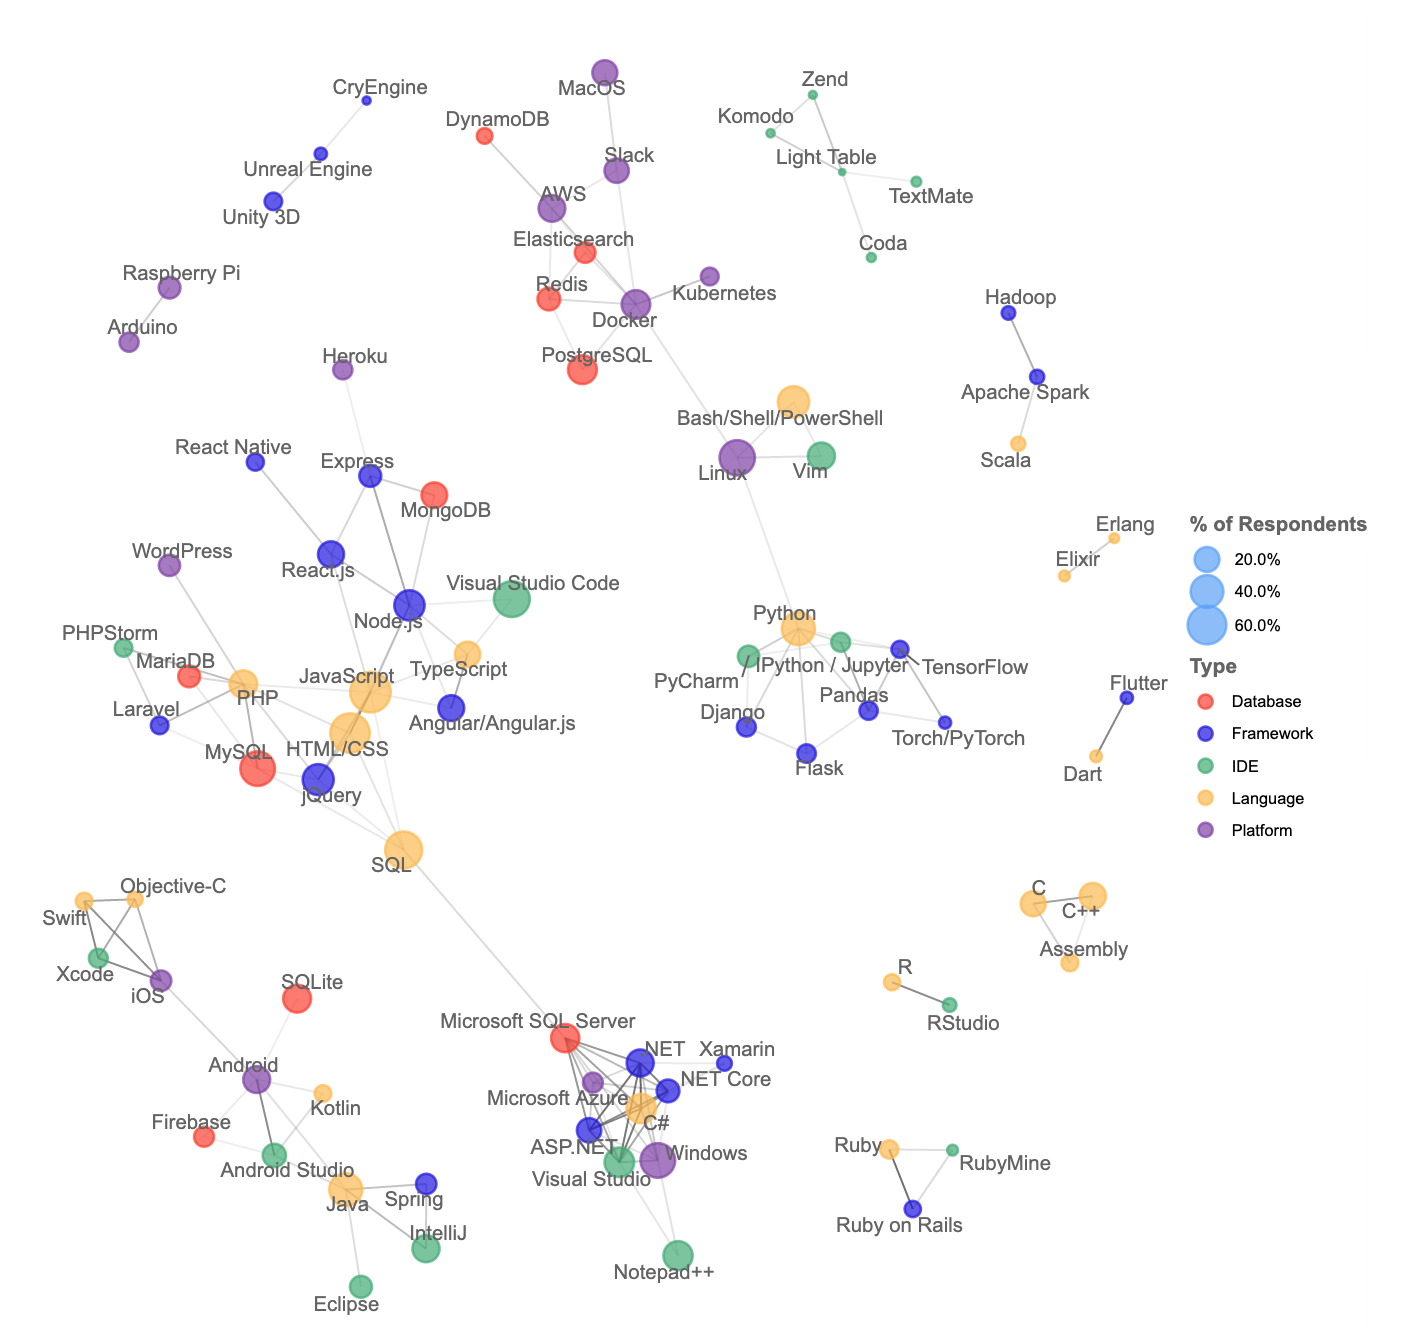 Zend
CryEngine
MacOS
Komodo
DynamoDB
Slack
Light Table
Unreal Engine
AWS
TextMate
Unity 3D
Elasticsearch
Coda
Raspberry Pi
Redis
Kubernetes
Hadoop
Arduino
Docker
Heroku
PostgreSQL
Apache Spark
Bash/Shell/PowerShell
React Native
Express
Scala
Linux
Vim
MongoDB
Erlang
% of Respondents
WordPress
Elixir
20.0%
React.js
Visual Studio Code
40.0%
Node.js
Python
60.0%
PHPStorm
MariaDB
JavaScript
TypeScript
IPython / Jupyter
TensorFlow
Type
PyCharm
Flutter
PHP
Pandas
Database
Laravel
Angular/Angular.js
Django
Framework
MySQL
HTML/CSS
Torch/PyTorch
Flask
IDE
Dart
jQuery
Language
Platform
SQL
Objective-C
C
Swift
C++
Assembly
Xcode
R
iOS
SQLite
Microsoft SQL Server
RStudio
NET
Xamarin
Android
NET Core
Microsoft Azure
Kotlin
Firebase
C#
ASP.NET
Ruby
Windows
RubyMine
Android Studio
Visual Studio
Java
Spring
Ruby on Rails
IntelliJ
Notepad++
Eclipse